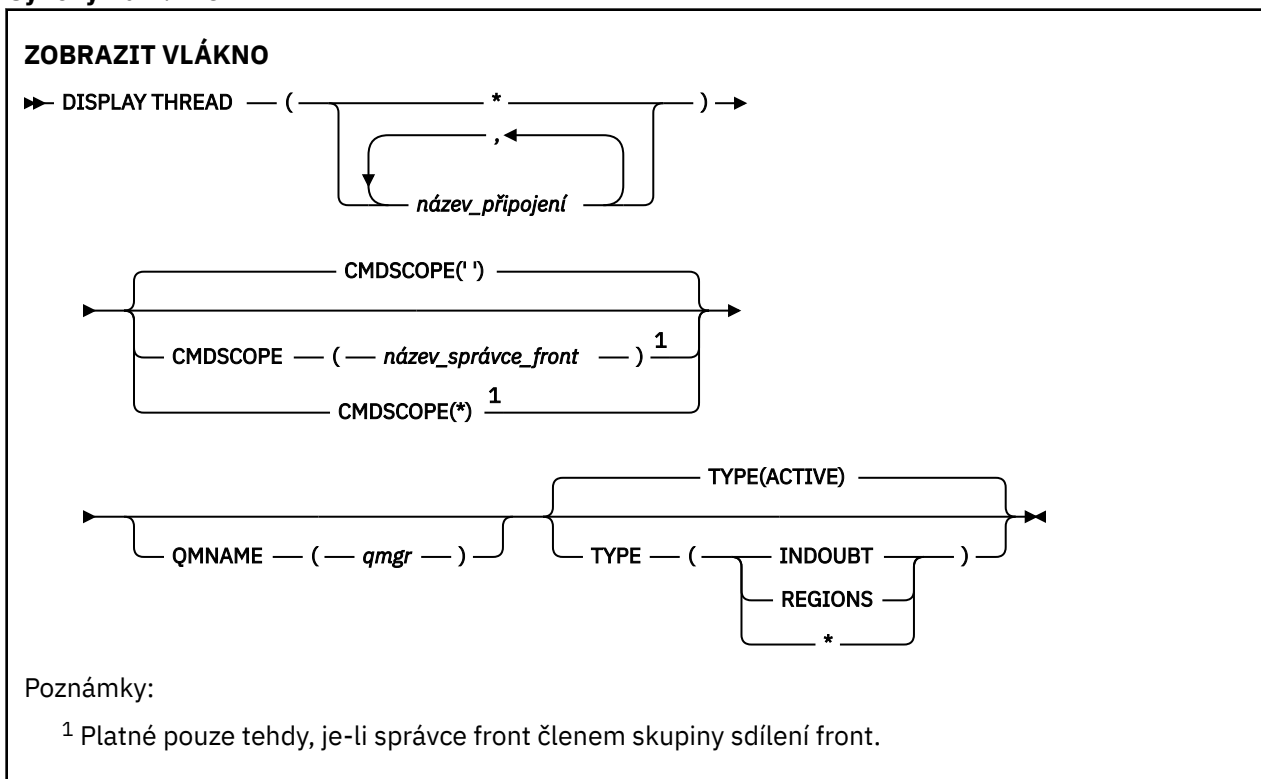 ZOBRAZIT VLÁKNO
DISPLAY THREAD ( * )
,
název_připojení
CMDSCOPE(' ')
CMDSCOPE ( název_správce_front ) 1
CMDSCOPE(*) 1
TYPE(ACTIVE)
QMNAME ( qmgr ) TYPE ( INDOUBT )
REGIONS
*
Poznámky:
1 Platné pouze tehdy, je-li správce front členem skupiny sdílení front.